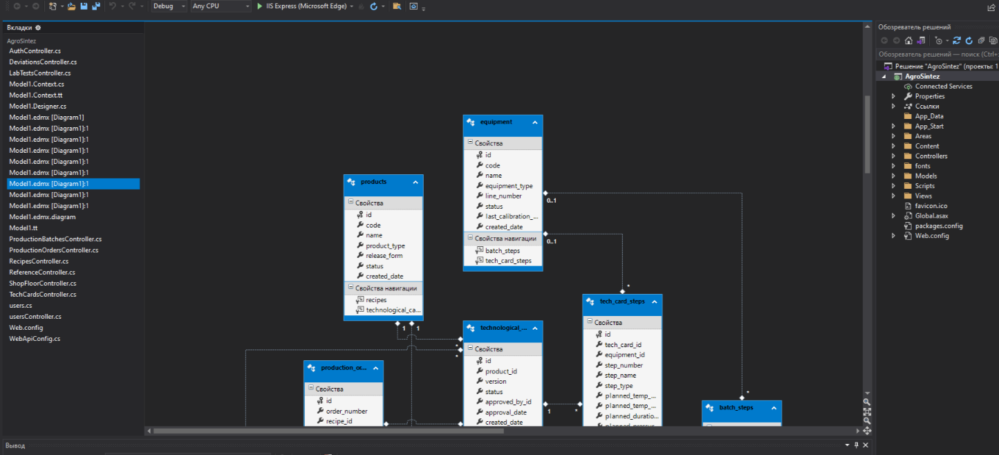 Debug
Any CPU
IIS Express (Microsoft Edge)
Вкладки
AgroSintez
AuthController.cs
DeviationsController.cs
LabTestsController.cs
Model1.Context.cs
Model1.Context.tt
Model1.Designer.cs
Model1.edmx [Diagram1]
Model1.edmx [Diagram1]:1
Model1.edmx [Diagram1]:1
Model1.edmx [Diagram1]:1
Model1.edmx [Diagram1]:1
Model1.edmx [Diagram1]:1
Model1.edmx [Diagram1]:1
Model1.edmx [Diagram1]:1
Model1.edmx [Diagram1]:1
Model1.edmx.diagram
Model1.tt
ProductionBatchesController.cs
ProductionOrdersController.cs
RecipesController.cs
ReferenceController.cs
ShopFloorController.cs
TechCardsController.cs
users.cs
usersController.cs
Web.config
WebApiConfig.cs
products
Свойства
id
code
name
product_type
release_form
status
created_date
Свойства навигации
recipes
technological_ca...
1
1
production_or...
Свойства
id
order_number
recipe_id
equipment
Свойства
id
code
name
equipment_type
line_number
status
last_calibration_...
created_date
Свойства навигации
batch_steps
tech_card_steps
0..1
0..1
*
*
technological_...
Свойства
id
product_id
version
status
approved_by_id
approval_date
created_date
1
*
*
tech_card_steps
Свойства
id
tech_card_id
equipment_id
step_number
step_name
step_type
planned_temp_...
planned_temp_...
planned_duratio...
*
batch_steps
Обозреватель решений
Обозреватель решений — поиск (Ctrl+;
Решение "AgroSintez" (проекты: 1
AgroSintez
Connected Services
Properties
Ссылки
App_Data
App_Start
Areas
Content
Controllers
fonts
Models
Scripts
Views
favicon.ico
Global.asax
packages.config
Web.config
Вывод